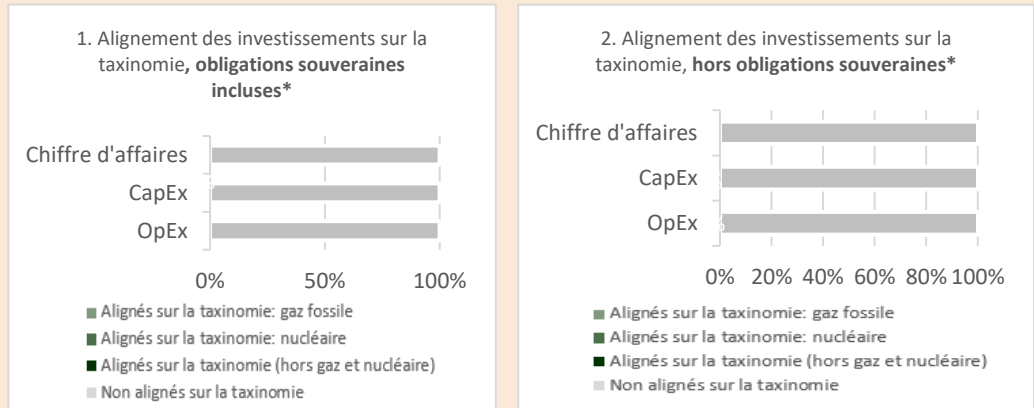 1. Alignement des investissements sur la
taxinomie, obligations souveraines
incluses*
Chiffre d'affaires
CapEx
OpEx
0% 50% 100%
Alignés sur la taxinomie: gaz fossile
Alignés sur la taxinomie: nucléaire
Alignés sur la taxinomie (hors gaz et nucléaire)
Non alignés sur la taxinomie
2. Alignement des investissements sur la
taxinomie, hors obligations souveraines*
Chiffre d'affaires
CapEx
OpEx
0% 20% 40% 60% 80% 100%
Alignés sur la taxinomie: gaz fossile
Alignés sur la taxinomie: nucléaire
Alignés sur la taxinomie (hors gaz et nucléaire)
Non alignés sur la taxinomie